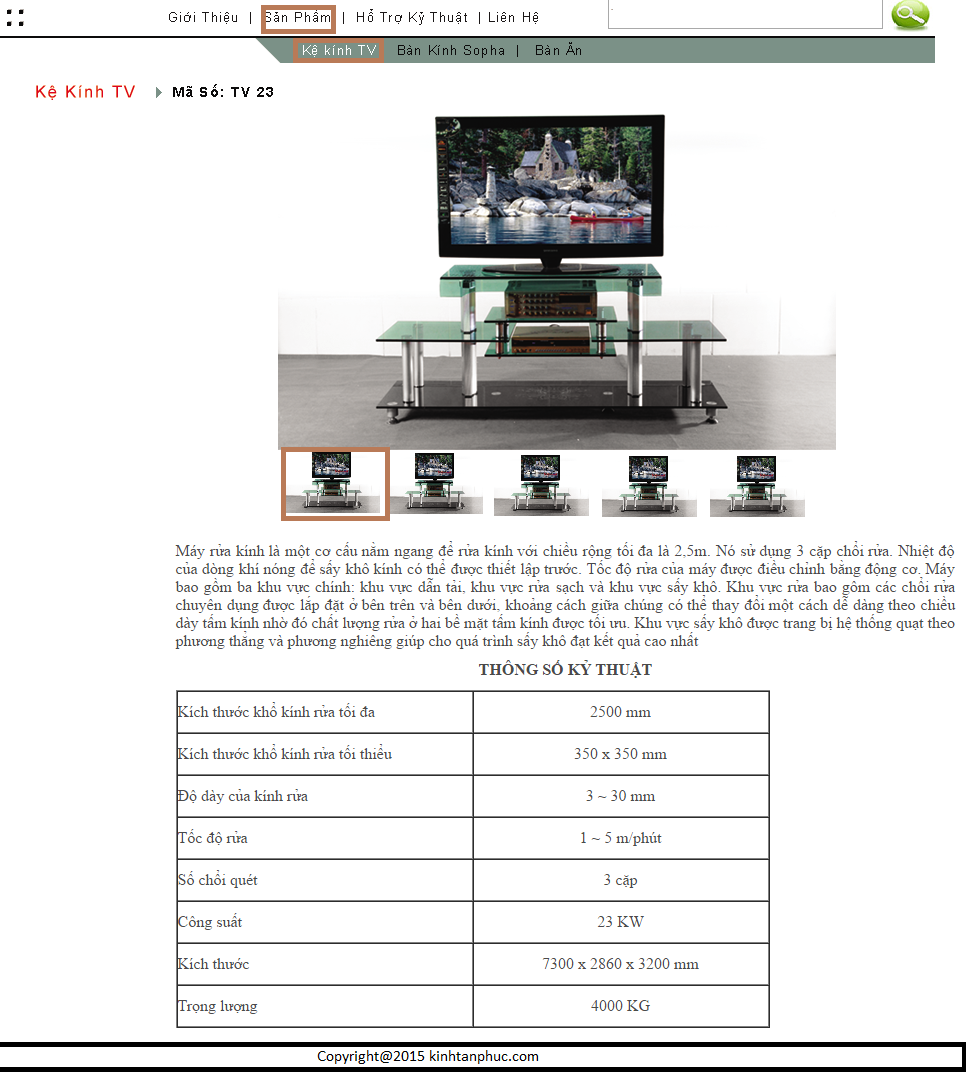 Giới Thiệu | Sản Phẩm | Hổ Trợ Kỷ Thuật | Liên Hệ
Kệ kính TV Bàn Kính Sopha | Bàn Ăn
Kệ Kính TV Mã Số: TV 23
Máy rửa kính là một cơ cấu nằm ngang để rửa kính với chiều rộng tối đa là 2,5m. Nó sử dụng 3 cặp chổi rửa. Nhiệt độ
của dòng khí nóng để sấy khô kính có thể được thiết lập trước. Tốc độ rửa của máy được điều chỉnh bằng động cơ. Máy
bao gồm ba khu vực chính: khu vực dẫn tải, khu vực rửa sạch và khu vực sấy khô. Khu vực rửa bao gồm các chổi rửa
chuyên dụng được lắp đặt ở bên trên và bên dưới, khoảng cách giữa chúng có thể thay đổi một cách dễ dàng theo chiều
dày tấm kính nhờ đó chất lượng rửa ở hai bề mặt tấm kính được tối ưu. Khu vực sấy khô được trang bị hệ thống quạt theo
phương thẳng và phương nghiêng giúp cho quá trình sấy khô đạt kết quả cao nhất
THÔNG SỐ KỶ THUẬT
Kích thước khổ kính rửa tối đa 2500 mm
Kích thước khổ kính rửa tối thiểu 350 x 350 mm
Độ dày của kính rửa 3 ~ 30 mm
Tốc độ rửa 1 ~ 5 m/phút
Số chổi quét 3 cặp
Công suất 23 KW
Kích thước 7300 x 2860 x 3200 mm
Trọng lượng 4000 KG
Copyright@2015 kinhtanphuc.com